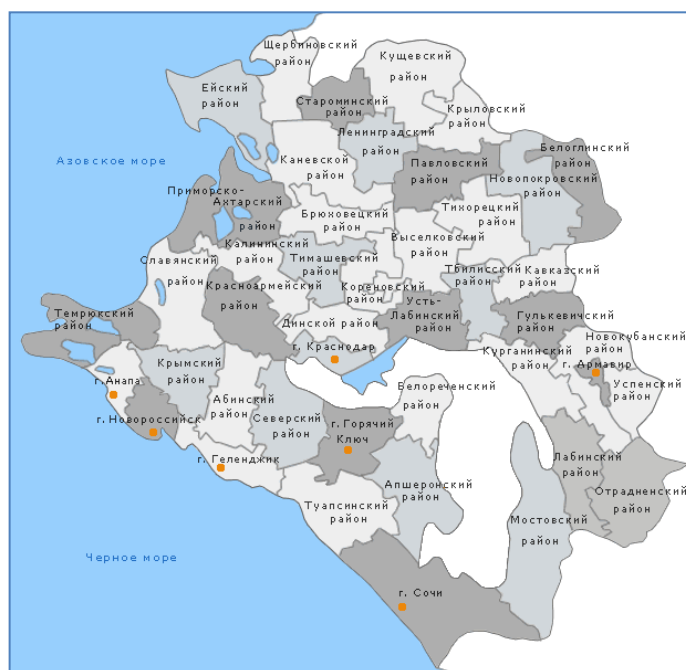 Щербиновский
район
Кущевский
район
Ейский
район
Староминский
район
Крыловский
район
Ленинградский
район
Белоглинский
район
Азовское море
Каневской
район
Павловский
район
Новопокровский
район
Приморско-
Ахтарский
район
Брюховецкий
район
Тихорецкий
район
Калининский
район
Выселковский
район
Славянский
район
Тимашевский
район
Тбилисский
район
Кавказский
район
Красноармейский
район
Кореновский
район
Усть-
Лабинский
район
Темрюкский
район
Динской район
Гулькевичский
район
г. Краснодар
Новокубанский
район
Курганинский
район
г. Армавир
Крымский
район
г.Анапа
Белореченский
район
Успенский
район
Абинский
район
Северский
район
г. Новороссийск
г. Горячий
Ключ
г. Геленджик
Лабинский
район
Апшеронский
район
Отрадненский
район
Туапсинский
район
Мостовский
район
Черное море
г. Сочи